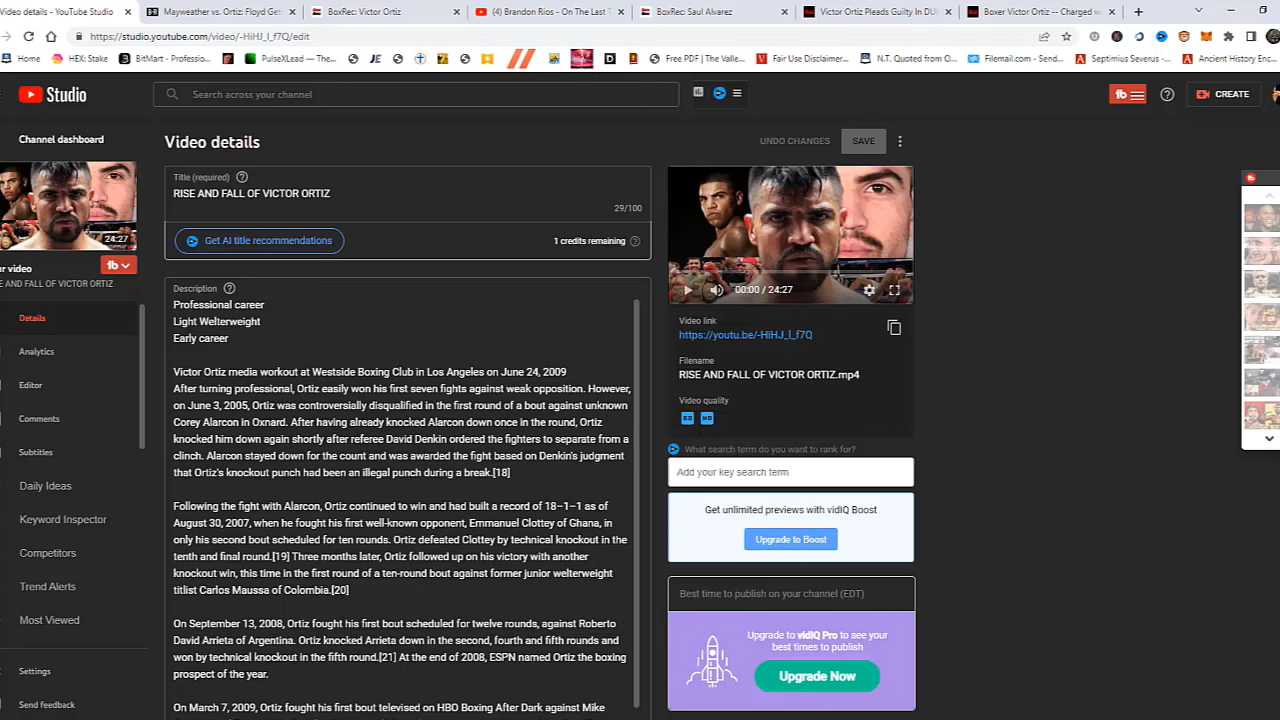 Video details - YouTube Studio
Mayweather vs. Ortiz: Floyd Get
BoxRec: Victor Ortiz
(4) Brandon Rios - On The Last T
BoxRec: Saul Alvarez
Victor Ortiz Pleads Guilty In DUI
Boxer Victor Ortiz -- Charged w
https://studio.youtube.com/video/-HiHJ_l_f7Q/edit
Home
HEX: Stake
BitMart - Professio...
PulseXLead — The...
JE
Free PDF | The Valle...
Fair Use Disclaimer...
N.T. Quoted from O...
Filemail.com - Send...
Septimius Severus -...
Ancient History Enc...
Studio
Search across your channel
CREATE
Channel dashboard
24:27
ur video
E AND FALL OF VICTOR ORTIZ
Details
Analytics
Editor
Comments
Subtitles
Daily Ideas
Keyword Inspector
Competitors
Trend Alerts
Most Viewed
Settings
Send feedback
Video details
UNDO CHANGES
SAVE
Title (required)
RISE AND FALL OF VICTOR ORTIZ
29/100
Get AI title recommendations
1 credits remaining
Description
Professional career
Light Welterweight
Early career
Victor Ortiz media workout at Westside Boxing Club in Los Angeles on June 24, 2009
After turning professional, Ortiz easily won his first seven fights against weak opposition. However,
on June 3, 2005, Ortiz was controversially disqualified in the first round of a bout against unknown
Corey Alarcon in Oxnard. After having already knocked Alarcon down once in the round, Ortiz
knocked him down again shortly after referee David Denkin ordered the fighters to separate from a
clinch. Alarcon stayed down for the count and was awarded the fight based on Denkin's judgment
that Ortiz's knockout punch had been an illegal punch during a break.[18]
Following the fight with Alarcon, Ortiz continued to win and had built a record of 18–1–1 as of
August 30, 2007, when he fought his first well-known opponent, Emmanuel Clottey of Ghana, in
only his second bout scheduled for ten rounds. Ortiz defeated Clottey by technical knockout in the
tenth and final round.[19] Three months later, Ortiz followed up on his victory with another
knockout win, this time in the first round of a ten-round bout against former junior welterweight
titlist Carlos Maussa of Colombia.[20]
On September 13, 2008, Ortiz fought his first bout scheduled for twelve rounds, against Roberto
David Arrieta of Argentina. Ortiz knocked Arrieta down in the second, fourth and fifth rounds and
won by technical knockout in the fifth round.[21] At the end of 2008, ESPN named Ortiz the boxing
prospect of the year.
On March 7, 2009, Ortiz fought his first bout televised on HBO Boxing After Dark against Mike
00:00 / 24:27
Video link
https://youtu.be/-HiHJ_l_f7Q
Filename
RISE AND FALL OF VICTOR ORTIZ.mp4
Video quality
SD HD
What search term do you want to rank for?
Add your key search term
Get unlimited previews with vidIQ Boost
Upgrade to Boost
Best time to publish on your channel (EDT)
Upgrade to vidIQ Pro to see your
best times to publish
Upgrade Now